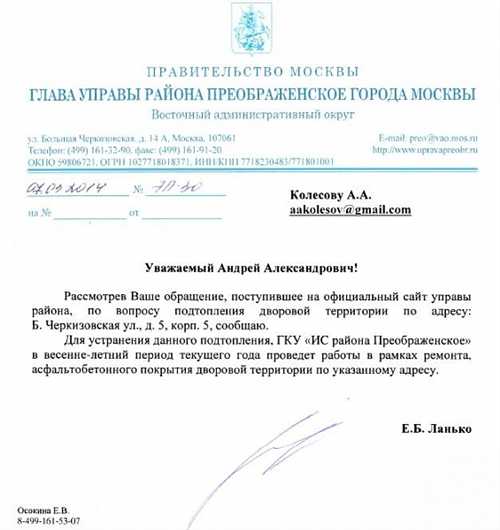 ПРАВИТЕЛЬСТВО МОСКВЫ
ГЛАВА УПРАВЫ РАЙОНА ПРЕОБРАЖЕНСКОЕ ГОРОДА МОСКВЫ
Восточный административный округ
ул. Большая Черкизовская, д. 14 А, Москва, 107061
E-mail: preo@vao.mos.ru
Телефон: (499) 161-32-90, факс: (499) 161-91-20
http://www.upravapreobr.ru
ОКПО 59806721, ОГРН 1027718018371, ИНН/КПП 7718230483/771801001
07.03.2014 № ЭП-30
на № от
Колесову А.А.
aakolesov@gmail.com
Уважаемый Андрей Александрович!
Рассмотрев Ваше обращение, поступившее на официальный сайт управы
района, по вопросу подтопления дворовой территории по адресу:
Б. Черкизовская ул., д. 5, корп. 5, сообщаю.
Для устранения данного подтопления, ГКУ «ИС района Преображенское»
в весенне-летний период текущего года проведет работы в рамках ремонта,
асфальтобетонного покрытия дворовой территории по указанному адресу.
Е.Б. Ланько
Осокина Е.В.
8-499-161-53-07